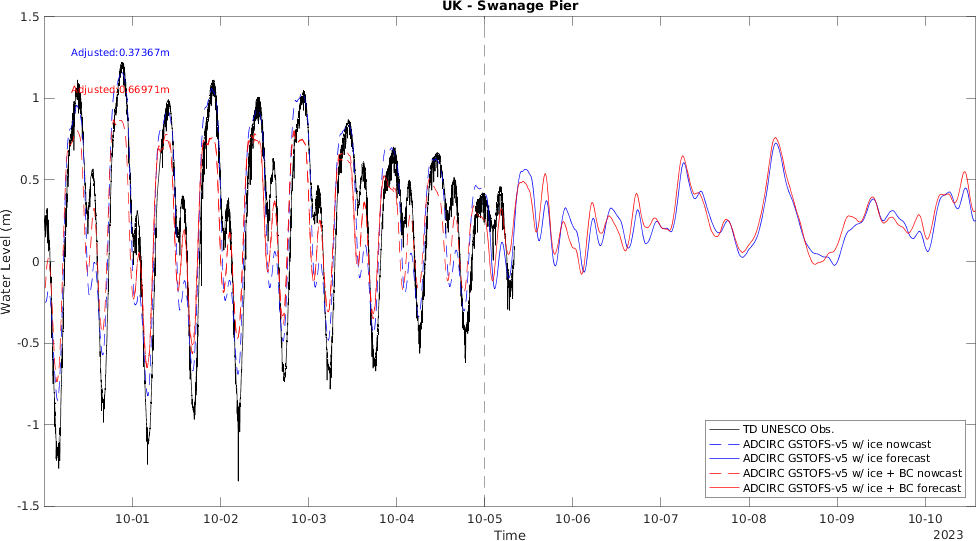 UK - Swanage Pier
1.5
Adjusted:0.37367m
Adjusted:0.66971m
1
0.5
0
-0.5
-1
-1.5
Water Level (m)
10-01 10-02 10-03 10-04 10-05 10-06 10-07 10-08 10-09 10-10
Time
2023
TD UNESCO Obs.
ADCIRC GSTOFS-v5 w/ ice nowcast
ADCIRC GSTOFS-v5 w/ ice forecast
ADCIRC GSTOFS-v5 w/ ice + BC nowcast
ADCIRC GSTOFS-v5 w/ ice + BC forecast